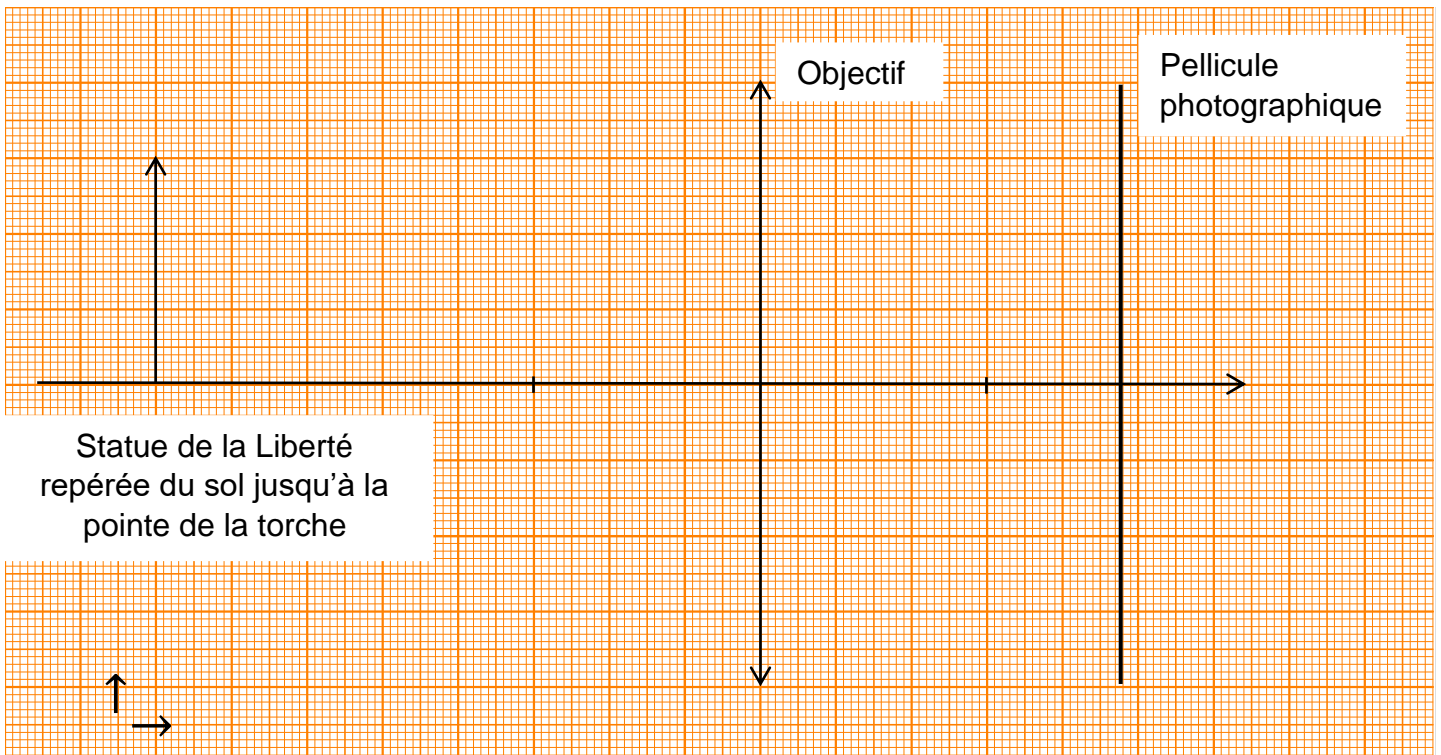 Objectif
Pellicule
photographique
Statue de la Liberté
repérée du sol jusqu’à la
pointe de la torche